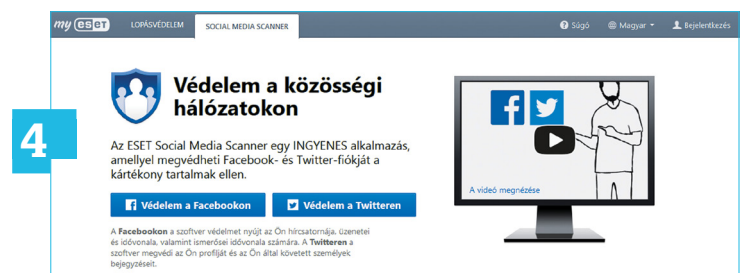 my eset LOPÁSVÉDELEM SOCIAL MEDIA SCANNER Súgó Magyar Bejelentkezés
4
Védelem a közösségi
hálózatokon
Az ESET Social Media Scanner egy INGYENES alkalmazás,
amellyel megvédheti Facebook- és Twitter-fiókját a
kártékony tartalmak ellen.
Védelem a Facebookon Védelem a Twitteren
A Facebookon a szoftver védelmet nyújt az Ön hírcsatornája, üzenetei
és idővonala, valamint ismerősei idővonala számára. A Twitteren a
szoftver megvédi az Ön profilját és az Ön által követett személyek
bejegyzéseit.
A videó megnézése